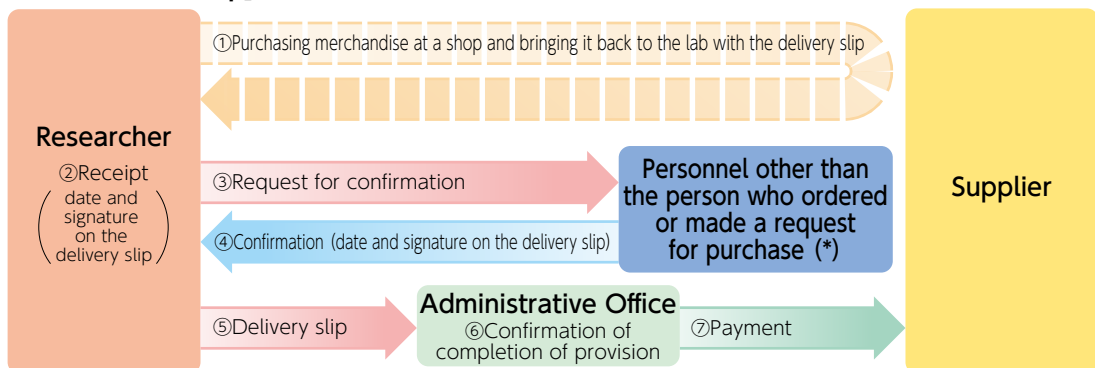 ①Purchasing merchandise at a shop and bringing it back to the lab with the delivery slip
Researcher
②Receipt
(date and
signature
on the
delivery slip)
③Request for confirmation
④Confirmation (date and signature on the delivery slip)
Personnel other than
the person who ordered
or made a request
for purchase (*)
Supplier
⑤Delivery slip
Administrative Office
⑥Confirmation of
completion of provision
⑦Payment